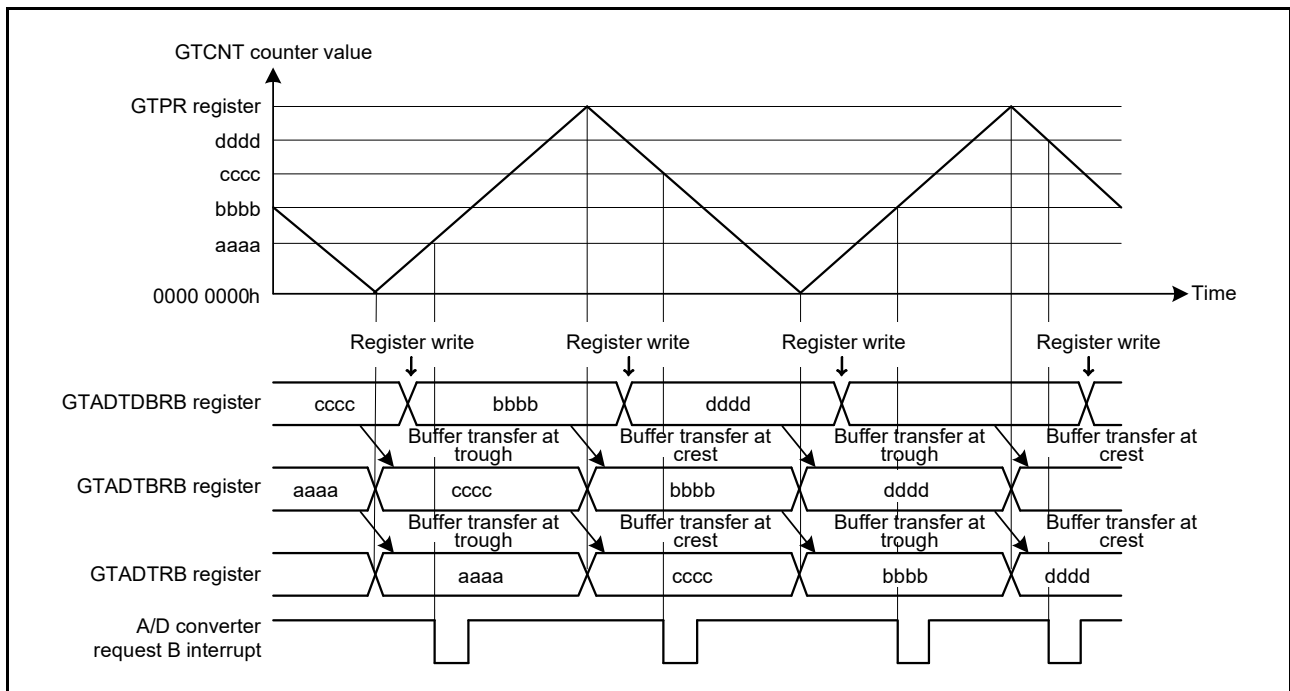 GTCNT counter value
GTPR register
dddd
cccc
bbbb
aaaa
0000 0000h
Time
Register write
Register write
Register write
Register write
GTADTDBRB register
cccc
bbbb
dddd
Buffer transfer at
trough
Buffer transfer at
crest
Buffer transfer at
trough
Buffer transfer at
crest
GTADTBRB register
aaaa
cccc
bbbb
dddd
Buffer transfer at
trough
Buffer transfer at
crest
Buffer transfer at
trough
Buffer transfer at
crest
GTADTRB register
aaaa
cccc
bbbb
dddd
A/D converter
request B interrupt